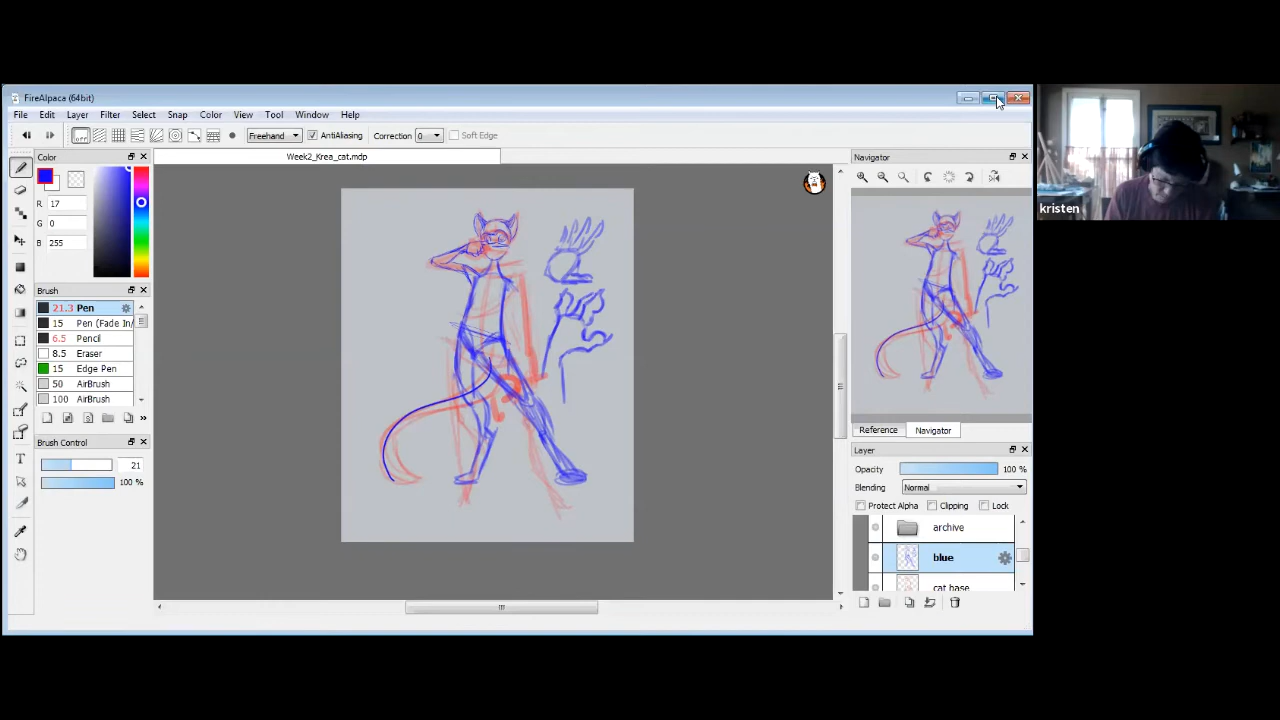 FireAlpaca (64bit)
File Edit Layer Filter Select Snap Color View Tool Window Help
off Freehand AntiAliasing Correction 0 Soft Edge
Color
Week2_Krea_cat.mdp
Navigator
R 17
G 0
B 255
kristen
Brush
21.3 Pen
15 Pen (Fade In/
6.5 Pencil
8.5 Eraser
15 Edge Pen
50 AirBrush
100 AirBrush
Brush Control
21
100 %
Reference Navigator
Layer
Opacity 100 %
Blending Normal
Protect Alpha Clipping Lock
archive
blue
cat base